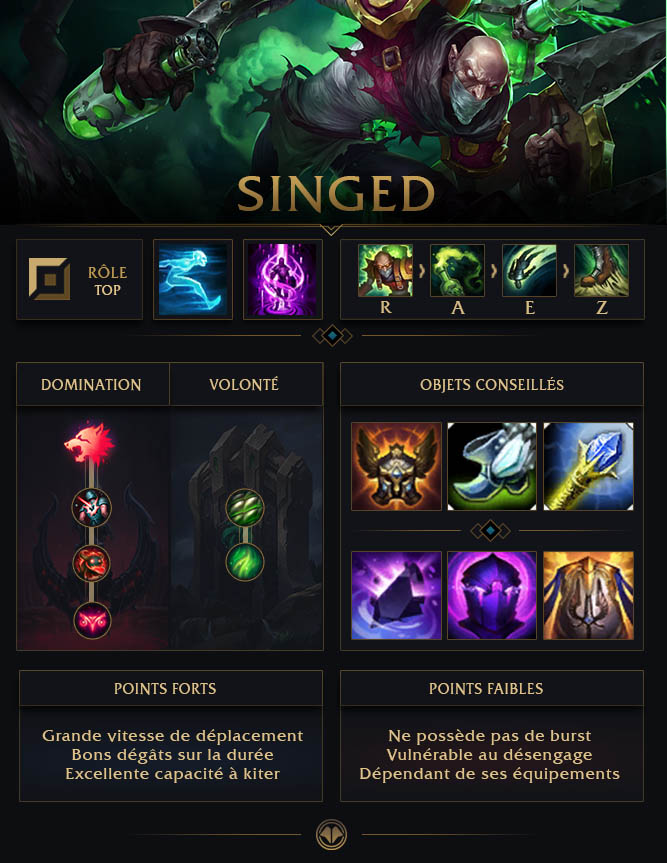 SINGED
RÔLE
TOP
R
A
E
Z
DOMINATION
VOLONTÉ
OBJETS CONSEILLÉS
POINTS FORTS
Grande vitesse de déplacement
Bons dégâts sur la durée
Excellente capacité à kiter
POINTS FAIBLES
Ne possède pas de burst
Vulnérable au désengage
Dépendant de ses équipements